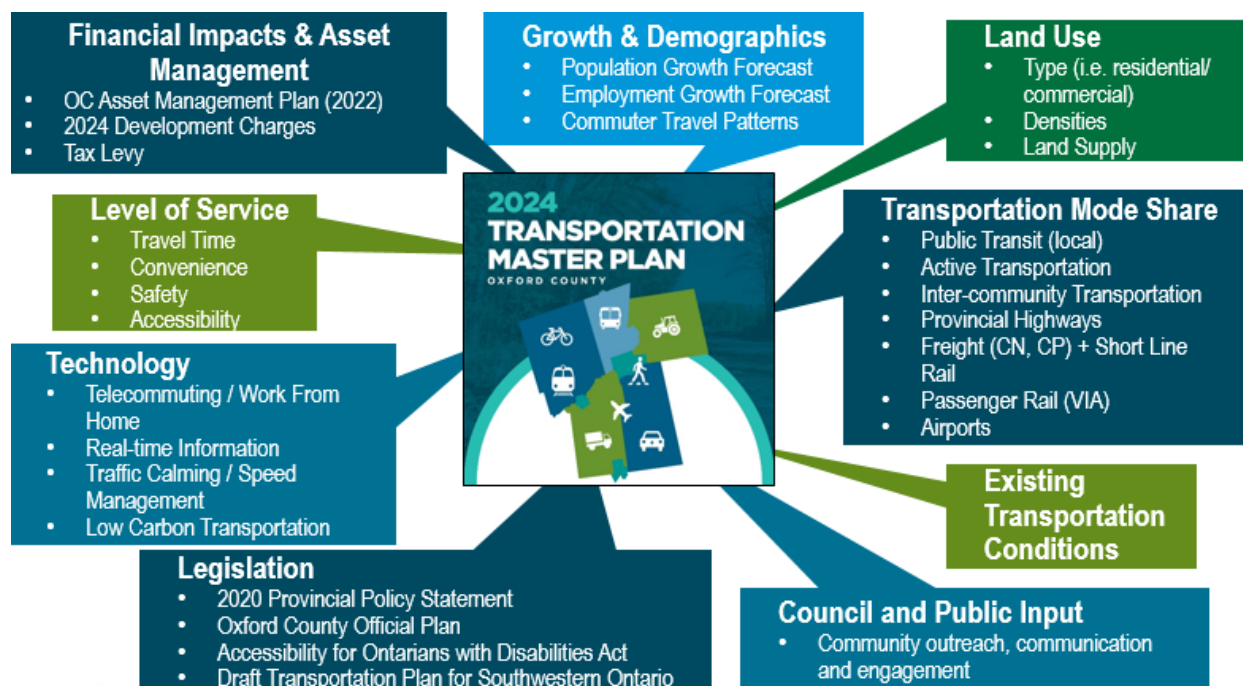 Financial Impacts & Asset
Management
• OC Asset Management Plan (2022)
• 2024 Development Charges
• Tax Levy
Growth & Demographics
• Population Growth Forecast
• Employment Growth Forecast
• Commuter Travel Patterns
Land Use
• Type (i.e. residential/
commercial)
• Densities
• Land Supply
Level of Service
• Travel Time
• Convenience
• Safety
• Accessibility
2024
TRANSPORTATION
MASTER PLAN
OXFORD COUNTY
Transportation Mode Share
• Public Transit (local)
• Active Transportation
• Inter-community Transportation
• Provincial Highways
• Freight (CN, CP) + Short Line
Rail
• Passenger Rail (VIA)
• Airports
Technology
• Telecommuting / Work From
Home
• Real-time Information
• Traffic Calming / Speed
Management
• Low Carbon Transportation
Existing
Transportation
Conditions
Legislation
• 2020 Provincial Policy Statement
• Oxford County Official Plan
• Accessibility for Ontarians with Disabilities Act
• Draft Transportation Plan for Southwestern Ontario
Council and Public Input
• Community outreach, communication
and engagement